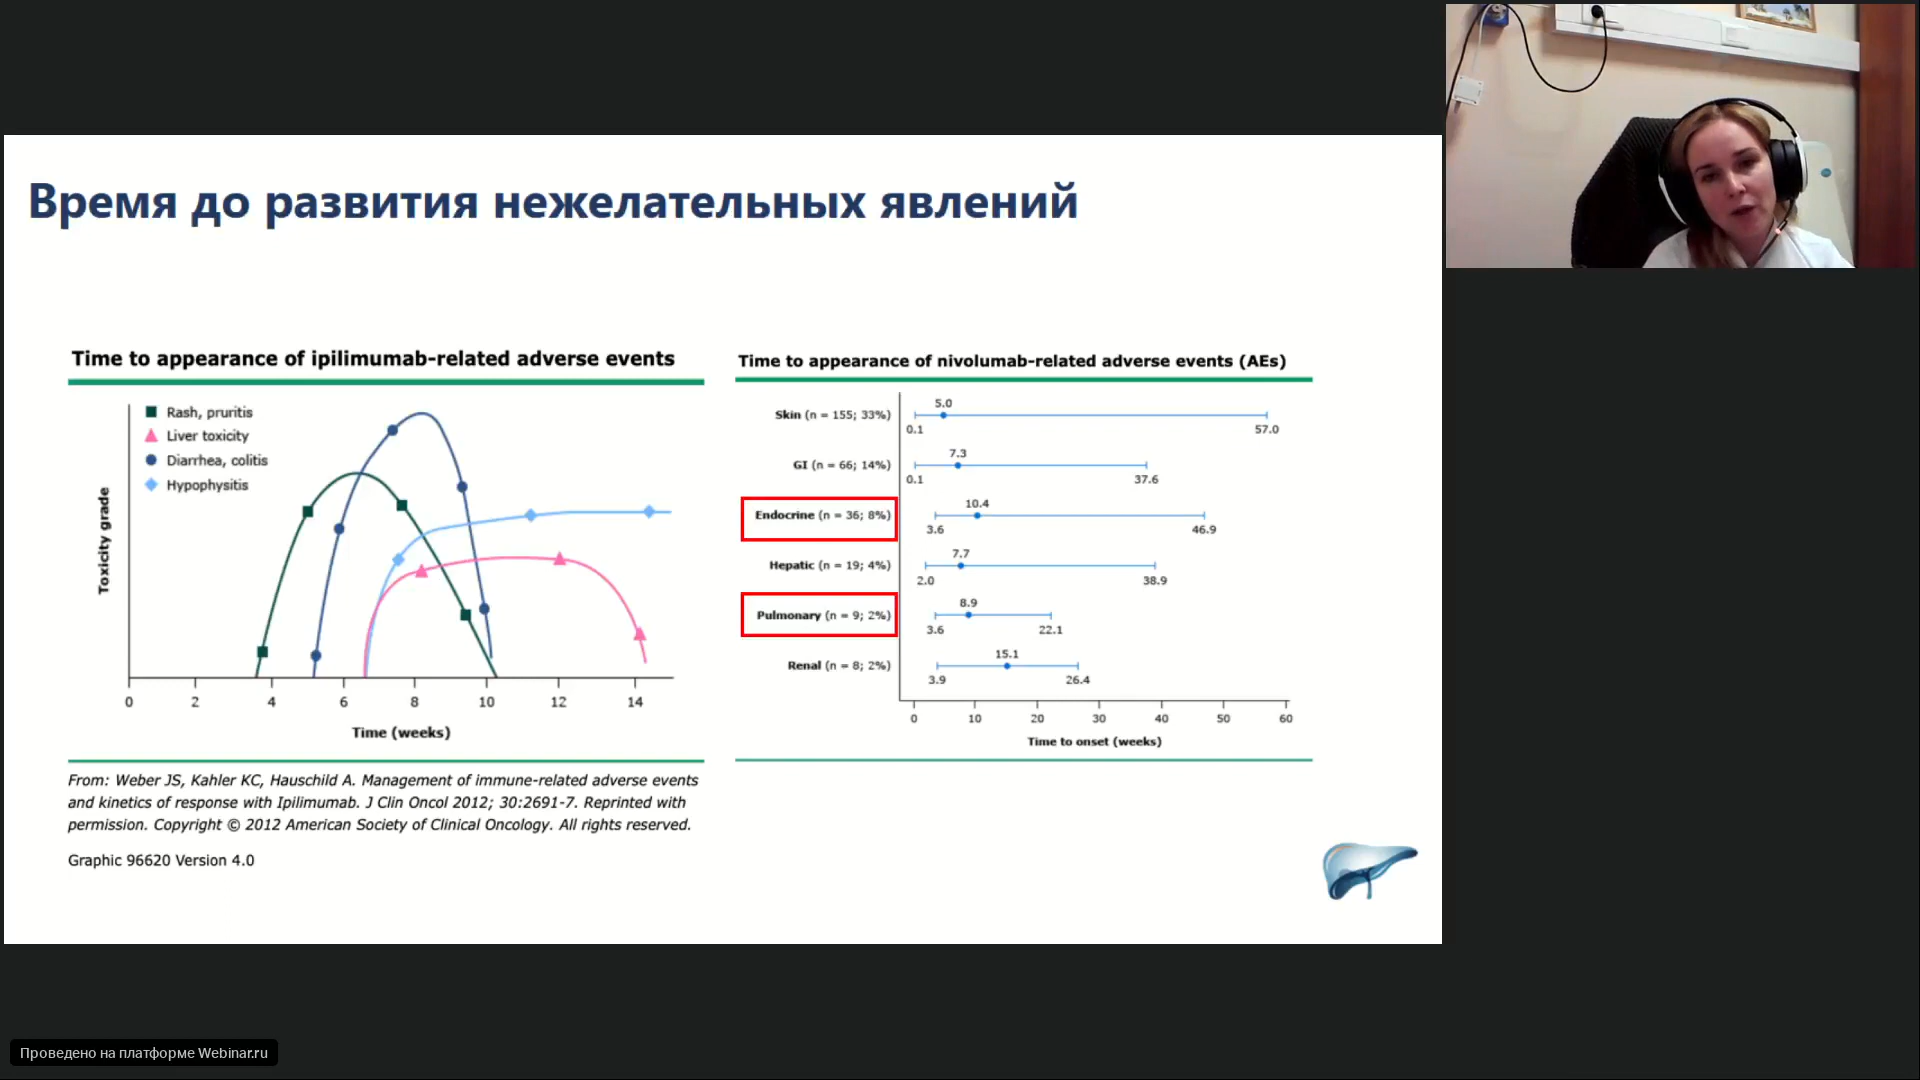 Время до развития нежелательных явлений
Time to appearance of ipilimumab-related adverse events
Rash, pruritis
Liver toxicity
Diarrhea, colitis
Hypophysitis
Toxicity grade
0 2 4 6 8 10 12 14
Time (weeks)
From: Weber JS, Kahler KC, Hauschild A. Management of immune-related adverse events
and kinetics of response with Ipilimumab. J Clin Oncol 2012; 30:2691-7. Reprinted with
permission. Copyright © 2012 American Society of Clinical Oncology. All rights reserved.
Graphic 96620 Version 4.0
Time to appearance of nivolumab-related adverse events (AEs)
Skin (n = 155; 33%)
5.0
0.1 57.0
GI (n = 66; 14%)
7.3
0.1 37.6
Endocrine (n = 36; 8%)
10.4
3.6 46.9
Hepatic (n = 19; 4%)
7.7
2.0 38.9
Pulmonary (n = 9; 2%)
8.9
3.6 22.1
Renal (n = 8; 2%)
15.1
3.9 26.4
0 10 20 30 40 50 60
Time to onset (weeks)
Проведено на платформе Webinar.ru